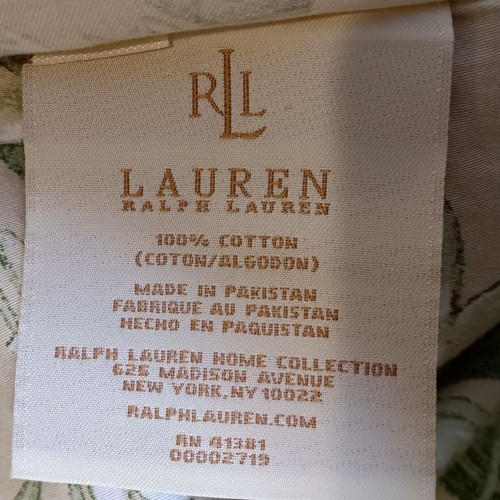 RLL
LAUREN
RALPH LAUREN
100% COTTON
(COTON/ALGODON)
MADE IN PAKISTAN
FABRIQUE AU PAKISTAN
HECHO EN PAQUISTAN
RALPH LAUREN HOME COLLECTION
625 MADISON AVENUE
NEW YORK, NY 10022
RALPHLAUREN.COM
RN 41381
00002719